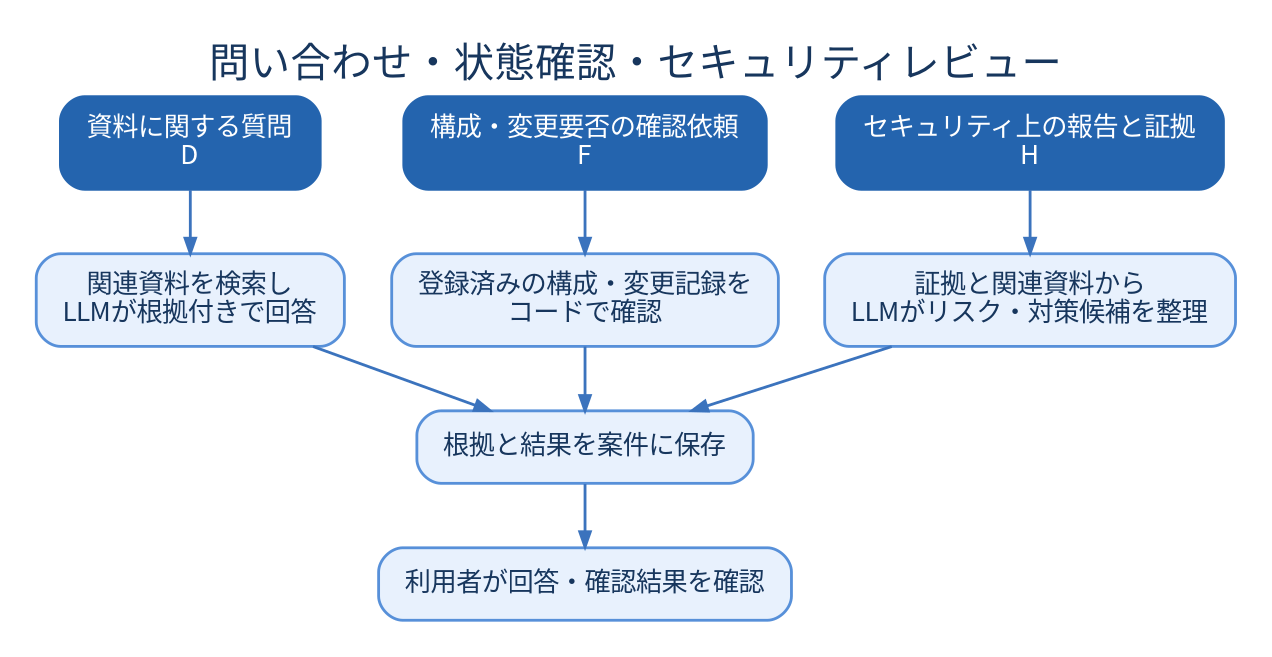 問い合わせ・状態確認・セキュリティレビュー
資料に関する質問
D
構成・変更要否の確認依頼
F
セキュリティ上の報告と証拠
H
関連資料を検索し
LLMが根拠付きで回答
登録済みの構成・変更記録を
コードで確認
証拠と関連資料から
LLMがリスク・対策候補を整理
根拠と結果を案件に保存
利用者が回答・確認結果を確認